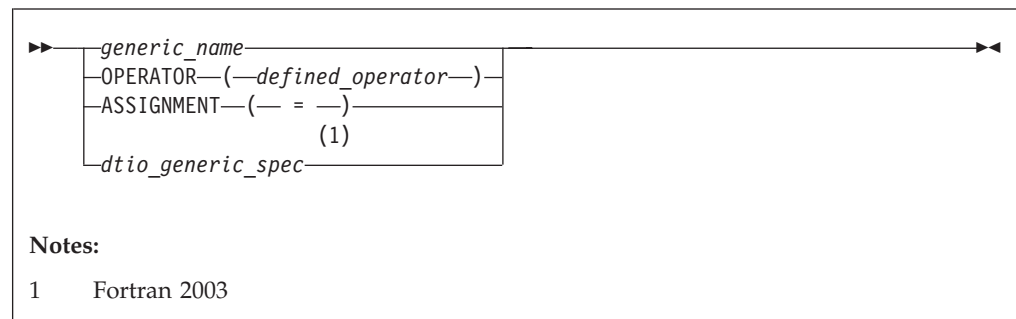 generic_name
OPERATOR ( defined_operator )
ASSIGNMENT ( = )
(1)
dtio_generic_spec
Notes:
1 Fortran 2003